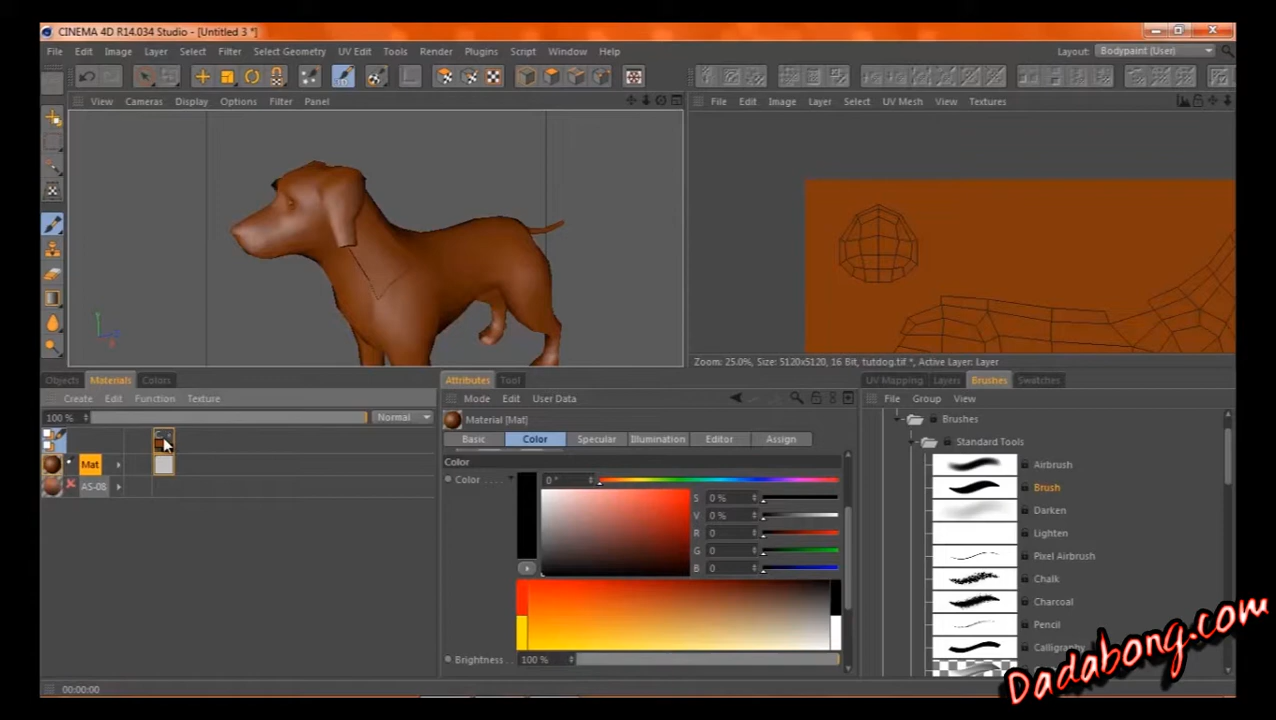 CINEMA 4D R14.034 Studio - [Untitled 3 *]
File Edit Image Layer Select Filter Select Geometry UV Edit Tools Render Plugins Script Window Help
Layout: Bodypaint (User)
View Cameras Display Options Filter Panel
File Edit Image Layer Select UV Mesh View Textures
Zoom: 25.0%, Size: 5120x5120, 16 Bit, tutdog.tif *, Active Layer: Layer
Objects Materials Colors
Attributes Tool
UV Mapping Layers Brushes Swatches
Create Edit Function Texture
Mode Edit User Data
File Group View
100 % Normal
Material [Mat]
Brushes
Basic Color Specular Illumination Editor Assign
Standard Tools
Mat
AS-08
Color
Color 0 °
S 0 %
V 0 %
R 0
G 0
B 0
Brightness 100 %
Airbrush
Brush
Darken
Lighten
Pixel Airbrush
Chalk
Charcoal
Pencil
Calligraphy
00:00:00
Dadabong.com